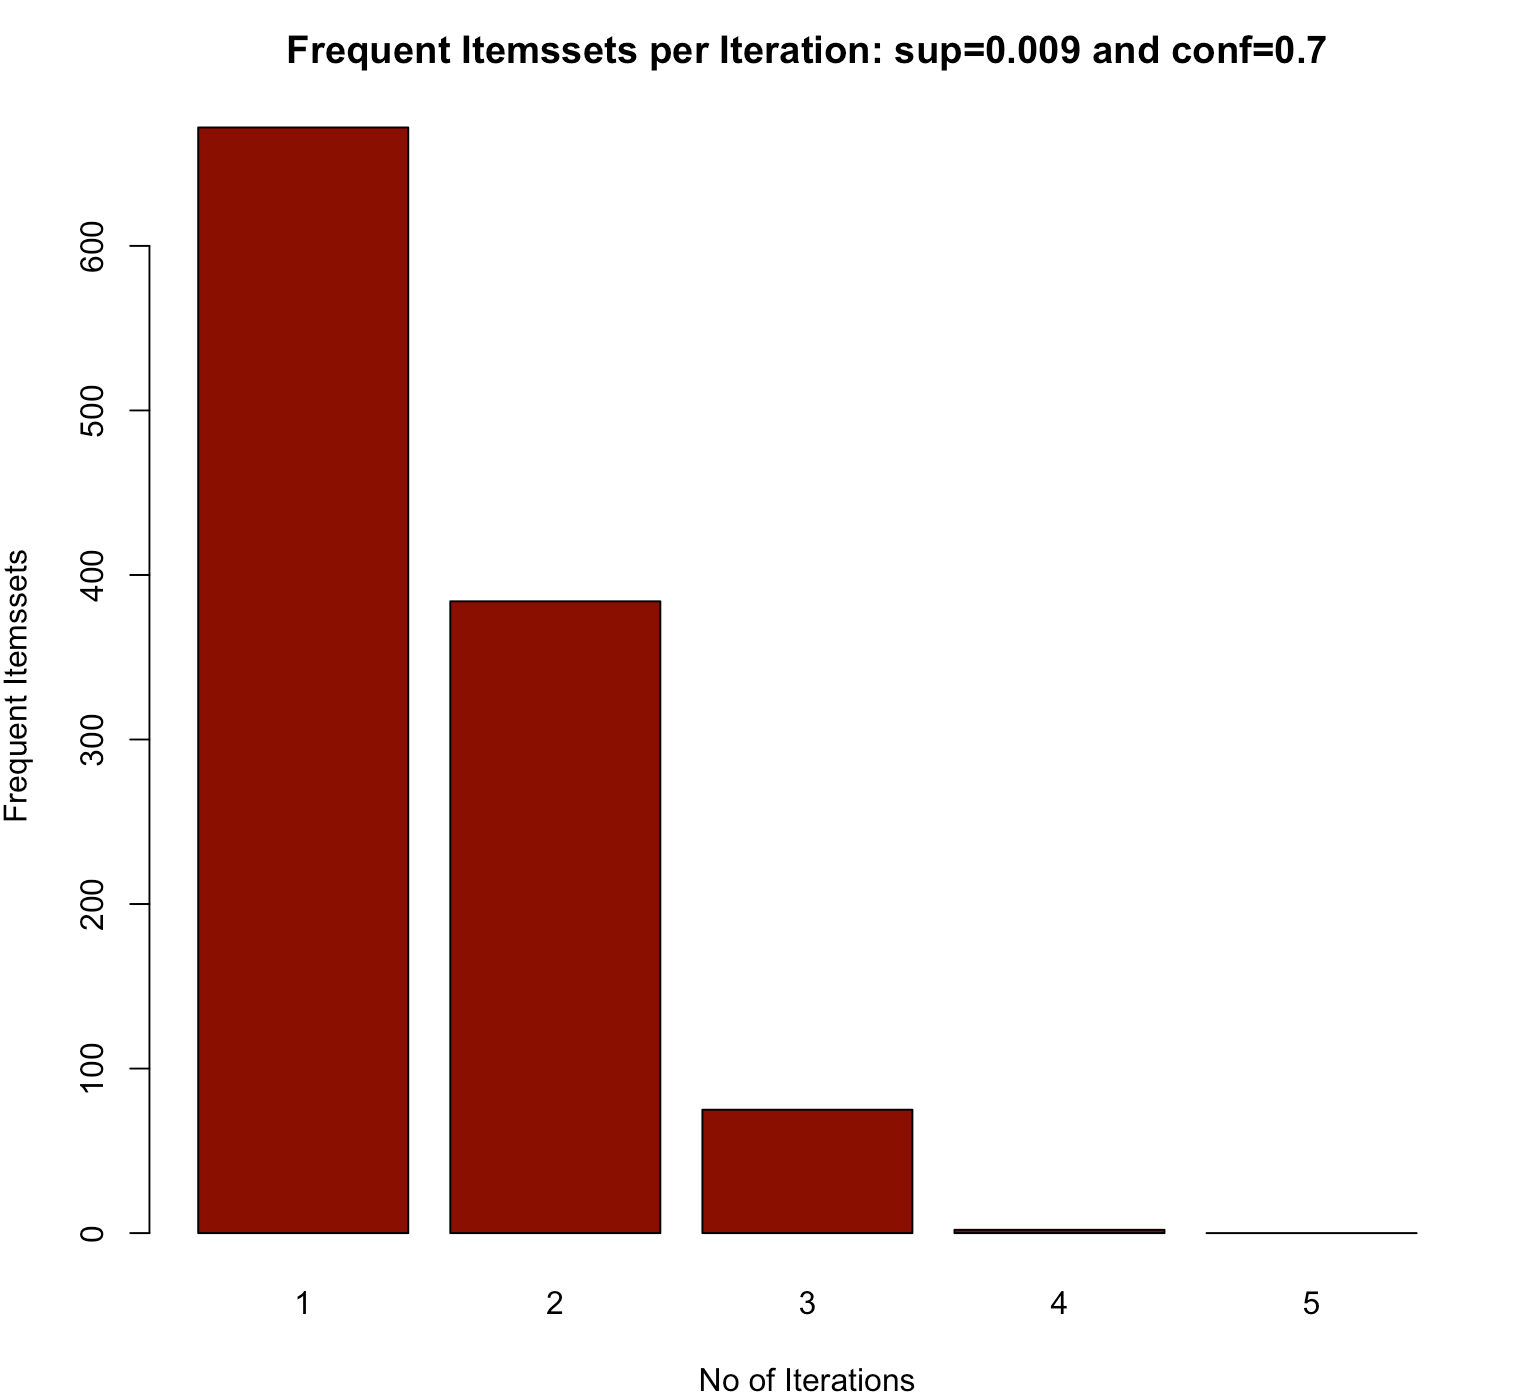 Frequent Itemssets per Iteration: sup=0.009 and conf=0.7
Frequent Itemssets
600
500
400
300
200
100
0
1 2 3 4 5
No of Iterations